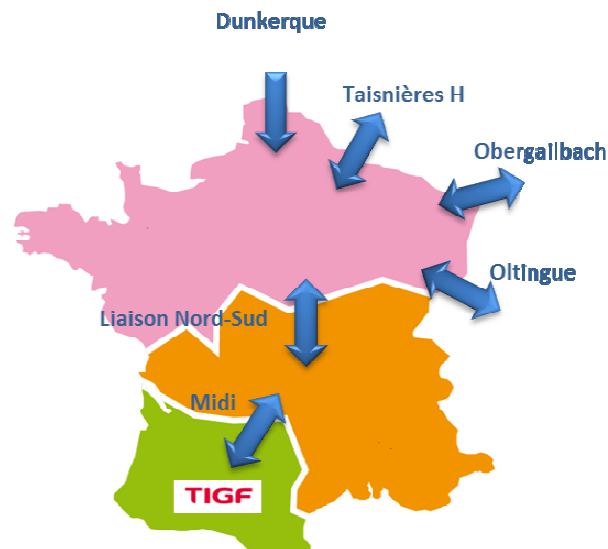 Dunkerque
Taisnières H
Obergailbach
Oltingue
Liaison Nord-Sud
Midi
TIGF